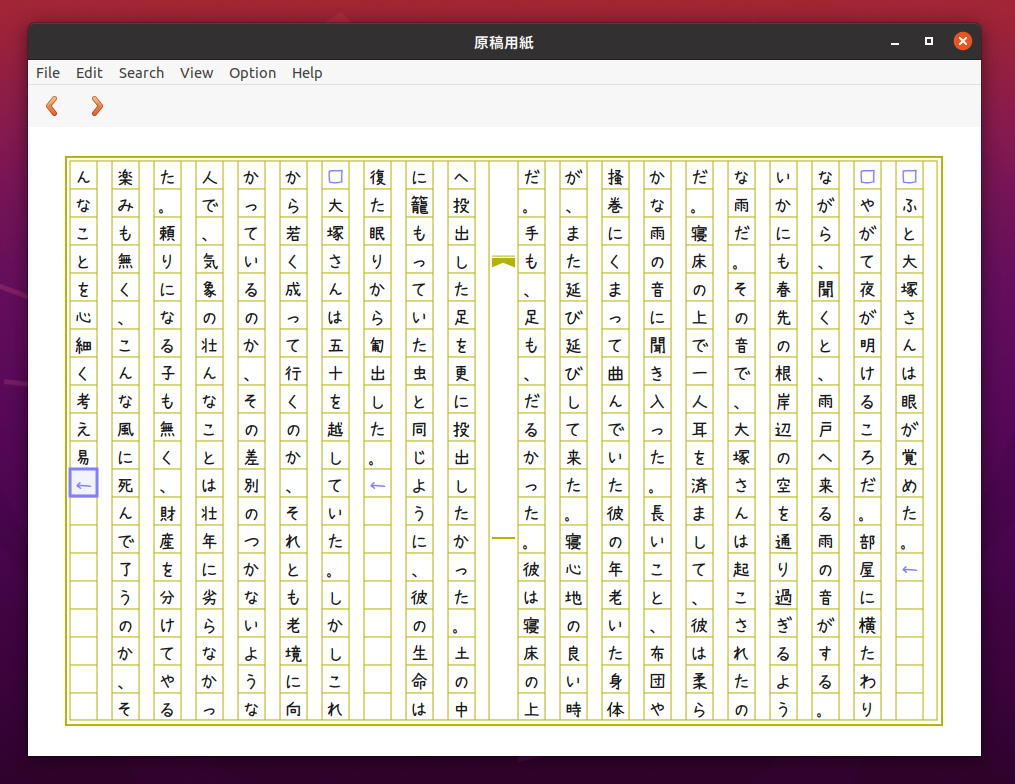 原稿用紙
File Edit Search View Option Help
□ふと大塚さんは眼が覚めた。←
□やがて夜が明けるころだ。部屋に横たわり
ながら、聞くと、雨戸へ来る雨の音がする。
いかにも春先の根岸辺の空を通り過ぎるよう
な雨だ。その音で、大塚さんは起こされたの
だ。寝床の上で一人耳を済まして、彼は柔ら
かな雨の音に聞き入った。長いこと、布団や
掻巻にくまって曲んでいた彼の年老いた身体
が、また延び延びして来た。寝心地の良い時
だ。手も、足も、だるかった。彼は寝床の上
へ投出した足を更に投出したかった。土の中
に籠もっていた虫と同じように、彼の生命は
復た眠りから匍出した。←
□大塚さんは五十を越していた。しかしこれ
から若く成って行くのか、それとも老境に向
かっているのか、その差別のつかないような
人で、気象の壮んなことは壮年に劣らなかっ
た。頼りになる子も無く、財産を分けてやる
楽みも無く、こんな風に死んで了うのか、そ
んなことを心細く考え易←